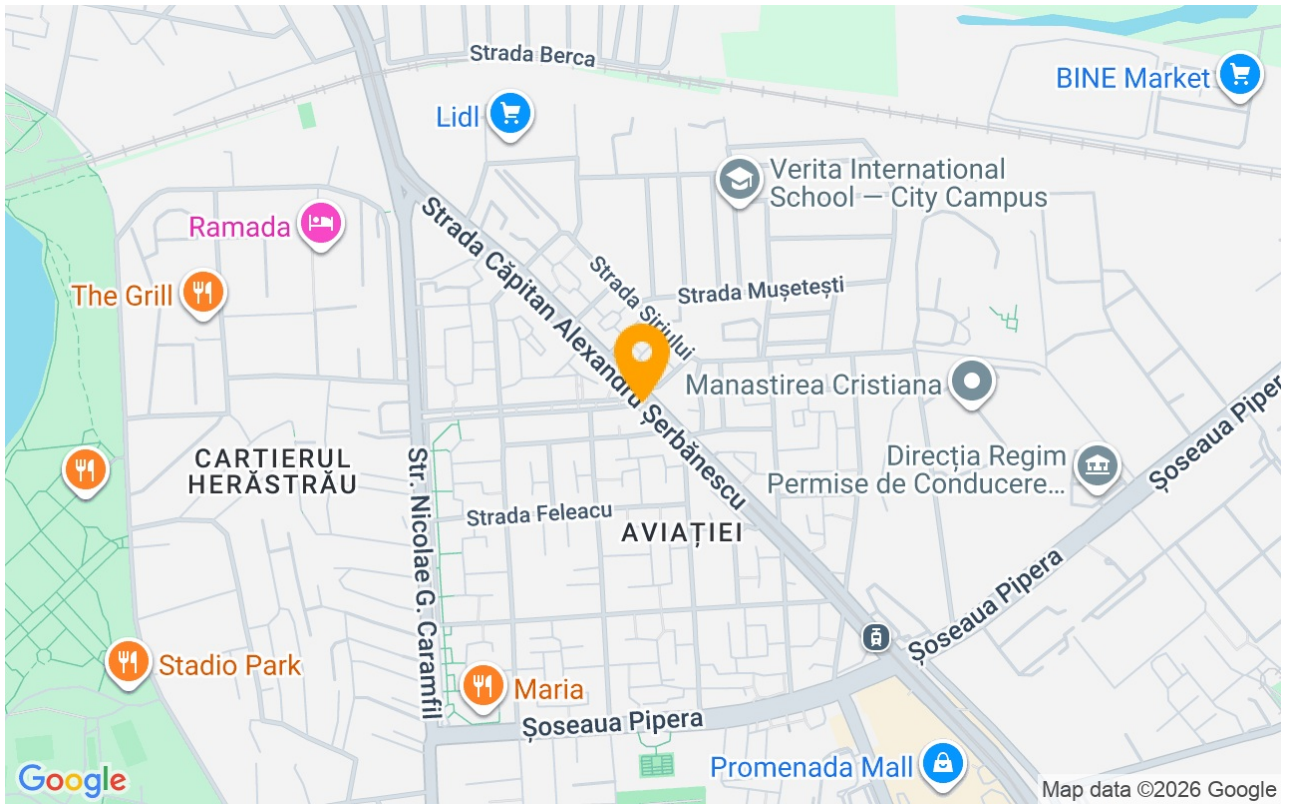 Strada Berca
BINE Market
Lidl
Verita International
School — City Campus
Strada Căpitan Alexandru Șerbănescu
Ramada
Strada Siriului
Strada Mușetești
The Grill
Manastirea Cristiana
Șoseaua Pipera
CARTIERUL
HERĂSTRĂU
Str. Nicolae G. Caramfil
Direcția Regim
Permise de Conducere...
Strada Feleacu
AVIAȚIEI
Șoseaua Pipera
Stadio Park
Maria
Șoseaua Pipera
Promenada Mall
Google
Map data ©2026 Google